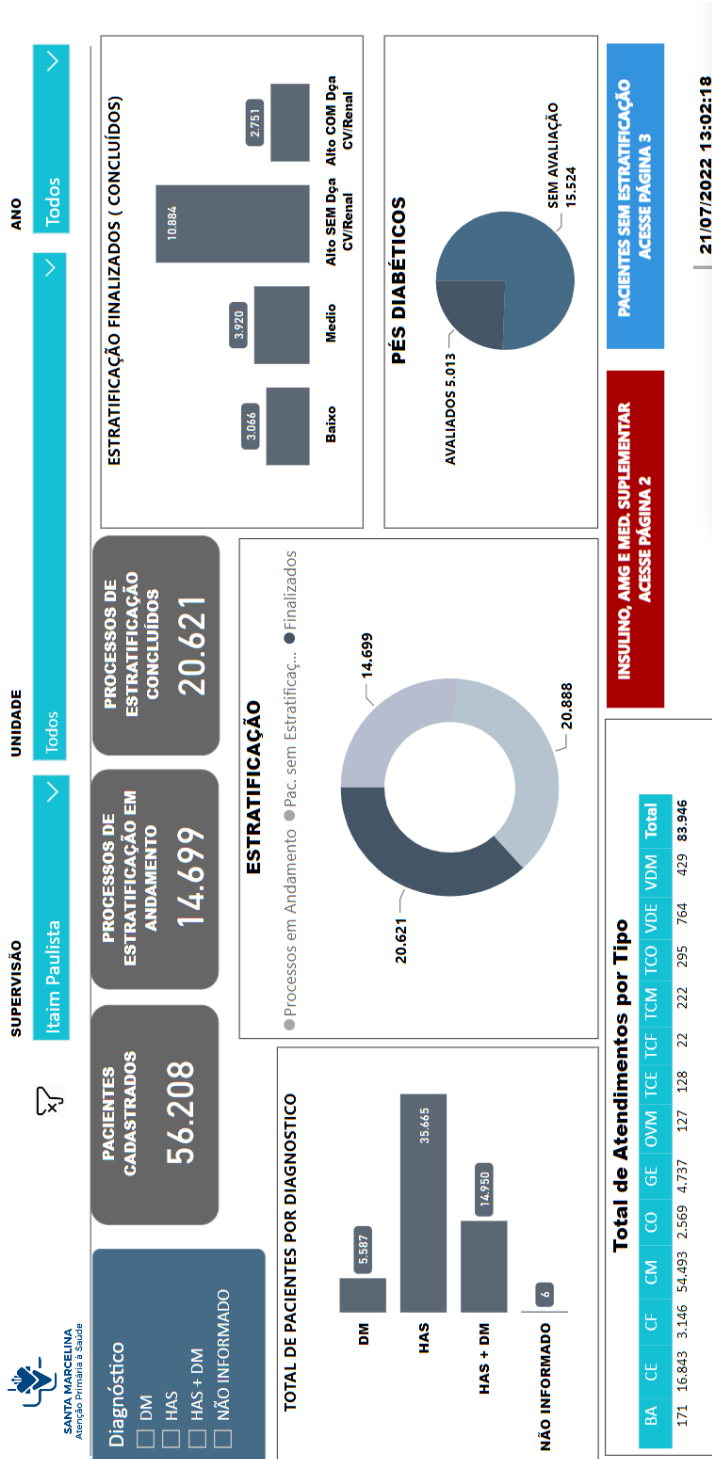 SANTA MARCELINA
Atenção Primária à Saúde
SUPERVISÃO
Itaim Paulista
UNIDADE
Todos
ANO
Todos
Diagnóstico
DM
HAS
HAS + DM
NÃO INFORMADO
PACIENTES
CADASTRADOS
56.208
PROCESSOS DE
ESTRATIFICAÇÃO EM
ANDAMENTO
14.699
PROCESSOS DE
ESTRATIFICAÇÃO
CONCLUÍDOS
20.621
ESTRATIFICAÇÃO FINALIZADOS ( CONCLUÍDOS)
3.066
3.920
10.884
2.751
Baixo
Medio
Alto SEM Dça
CV/Renal
Alto COM Dça
CV/Renal
TOTAL DE PACIENTES POR DIAGNOSTICO
DM
5.587
HAS
35.665
HAS + DM
14.950
NÃO INFORMADO
6
ESTRATIFICAÇÃO
Processos em Andamento Pac. sem Estratificaç... Finalizados
14.699
20.621
20.888
PÉS DIABÉTICOS
AVALIADOS 5.013
SEM AVALIAÇÃO
15.524
Total de Atendimentos por Tipo
BA CE CF CM CO GE OVM TCE TCF TCM TCO VDE VDM Total
171 16.843 3.146 54.493 2.569 4.737 127 128 22 222 295 764 429 83.946
INSULINO, AMG E MED. SUPLEMENTAR
ACESSE PÁGINA 2
PACIENTES SEM ESTRATIFICAÇÃO
ACESSE PÁGINA 3
21/07/2022 13:02:18